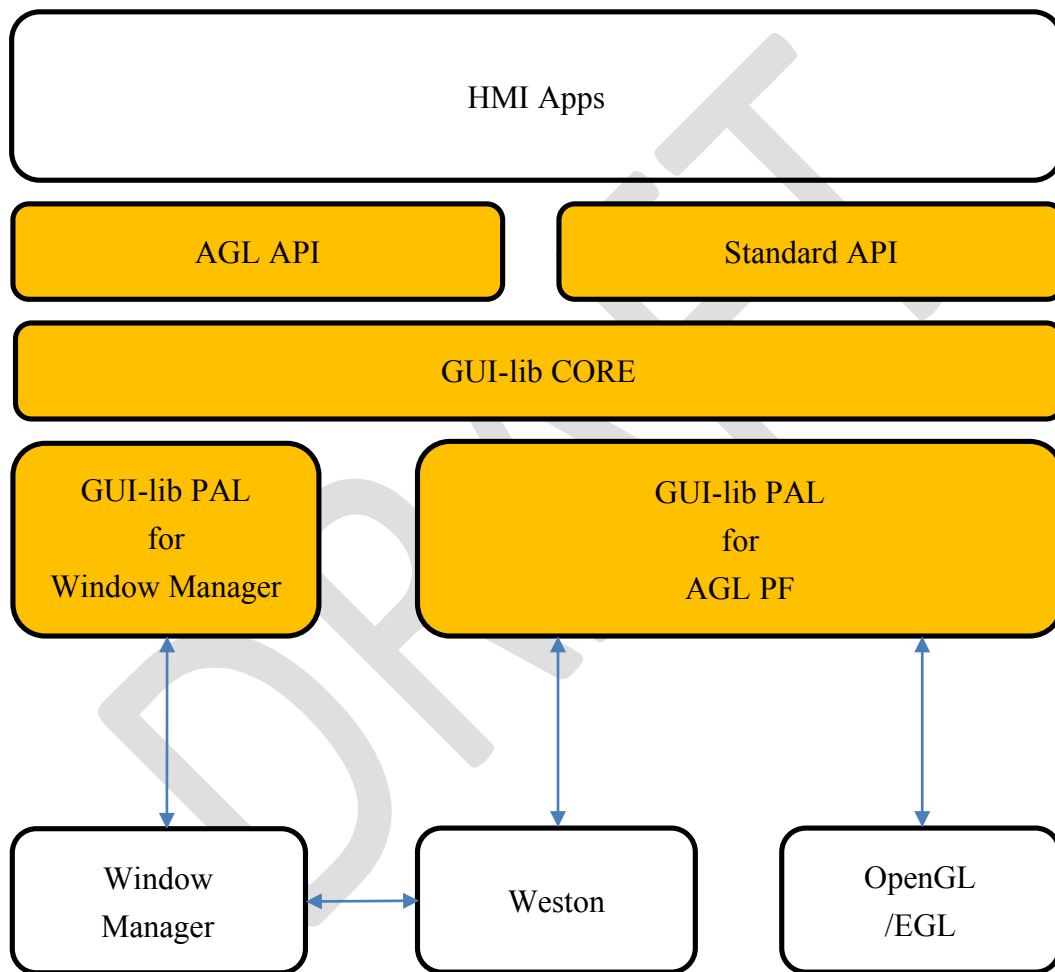 HMI Apps
AGL API
Standard API
GUI-lib CORE
GUI-lib PAL
for
Window Manager
GUI-lib PAL
for
AGL PF
Window
Manager
Weston
OpenGL
/EGL
DRAFT